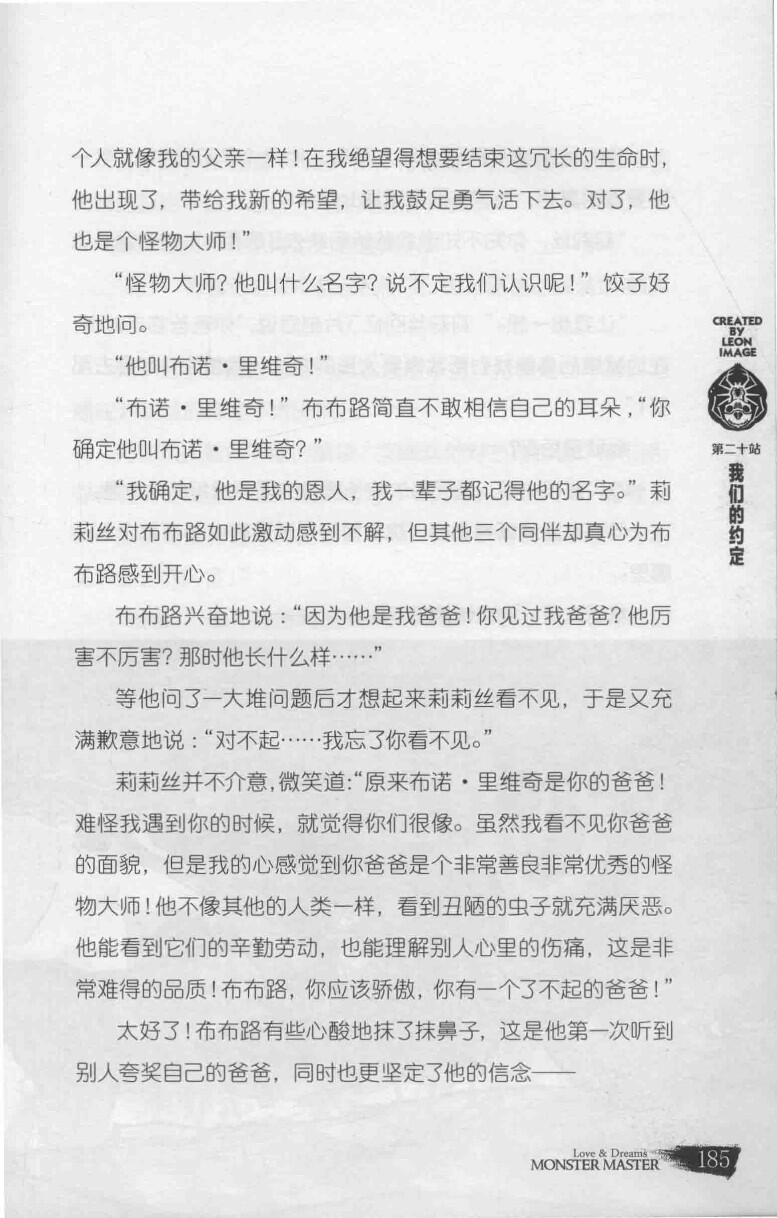 个人就像我的父亲一样！在我绝望得想要结束这冗长的生命时，
他出现了，带给我新的希望，让我鼓足勇气活下去。对了，他
也是个怪物大师！”
“怪物大师？他叫什么名字？说不定我们认识呢！”饺子好
奇地问。
“他叫布诺·里维奇！”
“布诺·里维奇！”布布路简直不敢相信自己的耳朵，“你
确定他叫布诺·里维奇？”
“我确定，他是我的恩人，我一辈子都记得他的名字。”莉
莉丝对布布路如此激动感到不解，但其他三个同伴却真心为布
布路感到开心。
布布路兴奋地说：“因为他是我爸爸！你见过我爸爸？他厉
害不厉害？那时他长什么样……”
等他问了一大堆问题后才想起来莉莉丝看不见，于是又充
满歉意地说：“对不起……我忘了你看不见。”
莉莉丝并不介意，微笑道：“原来布诺·里维奇是你的爸爸！
难怪我遇到你的时候，就觉得你们很像。虽然我看不见你爸爸
的面貌，但是我的心感觉到你爸爸是个非常善良非常优秀的怪
物大师！他不像其他的人类一样，看到丑陋的虫子就充满厌恶。
他能看到它们的辛勤劳动，也能理解别人心里的伤痛，这是非
常难得的品质！布布路，你应该骄傲，你有一个了不起的爸爸！”
太好了！布布路有些心酸地抹了抹鼻子，这是他第一次听到
别人夸奖自己的爸爸，同时也更坚定了他的信念——
CREATED
BY
LEON
IMAGE
第二十站
我们的约定
Love & Dreams
MONSTER MASTER
185